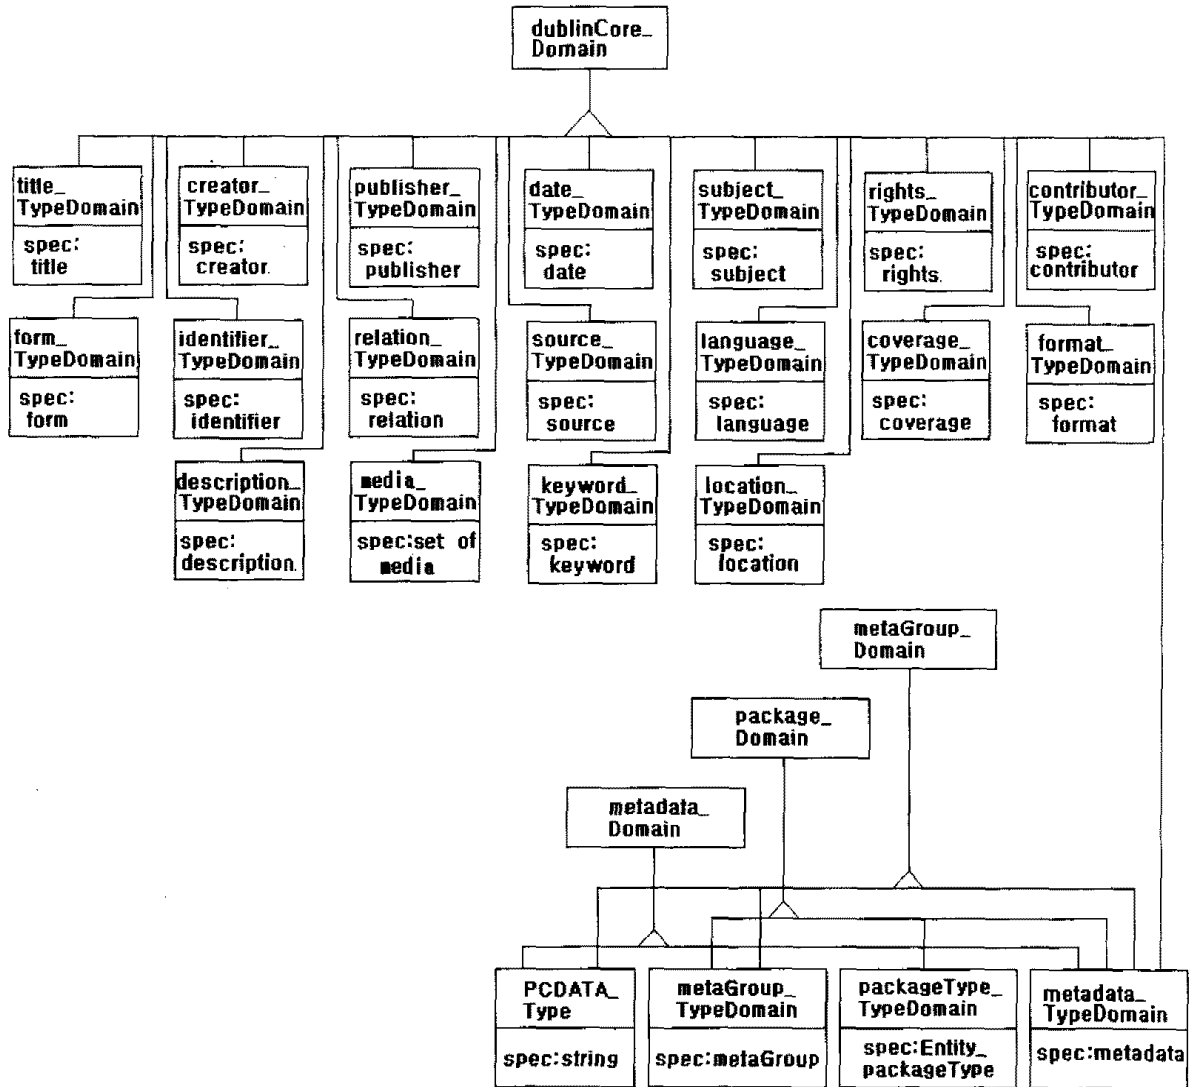 dublinCore_
Domain
title_
TypeDomain
spec:
title
creator_
TypeDomain
spec:
creator
publisher_
TypeDomain
spec:
publisher
date_
TypeDomain
spec:
date
subject_
TypeDomain
spec:
subject
rights_
TypeDomain
spec:
rights
contributor_
TypeDomain
spec:
contributor
form_
TypeDomain
spec:
form
identifier_
TypeDomain
spec:
identifier
relation_
TypeDomain
spec:
relation
source_
TypeDomain
spec:
source
language_
TypeDomain
spec:
language
coverage_
TypeDomain
spec:
coverage
format_
TypeDomain
spec:
format
description_
TypeDomain
spec:
description
media_
TypeDomain
spec:set of
media
keyword_
TypeDomain
spec:
keyword
location_
TypeDomain
spec:
location
metaGroup_
Domain
package_
Domain
metadata_
Domain
PCDATA_
Type
spec:string
metaGroup_
TypeDomain
spec:metaGroup
packageType_
TypeDomain
spec:Entity_
packageType
metadata_
TypeDomain
spec:metadata